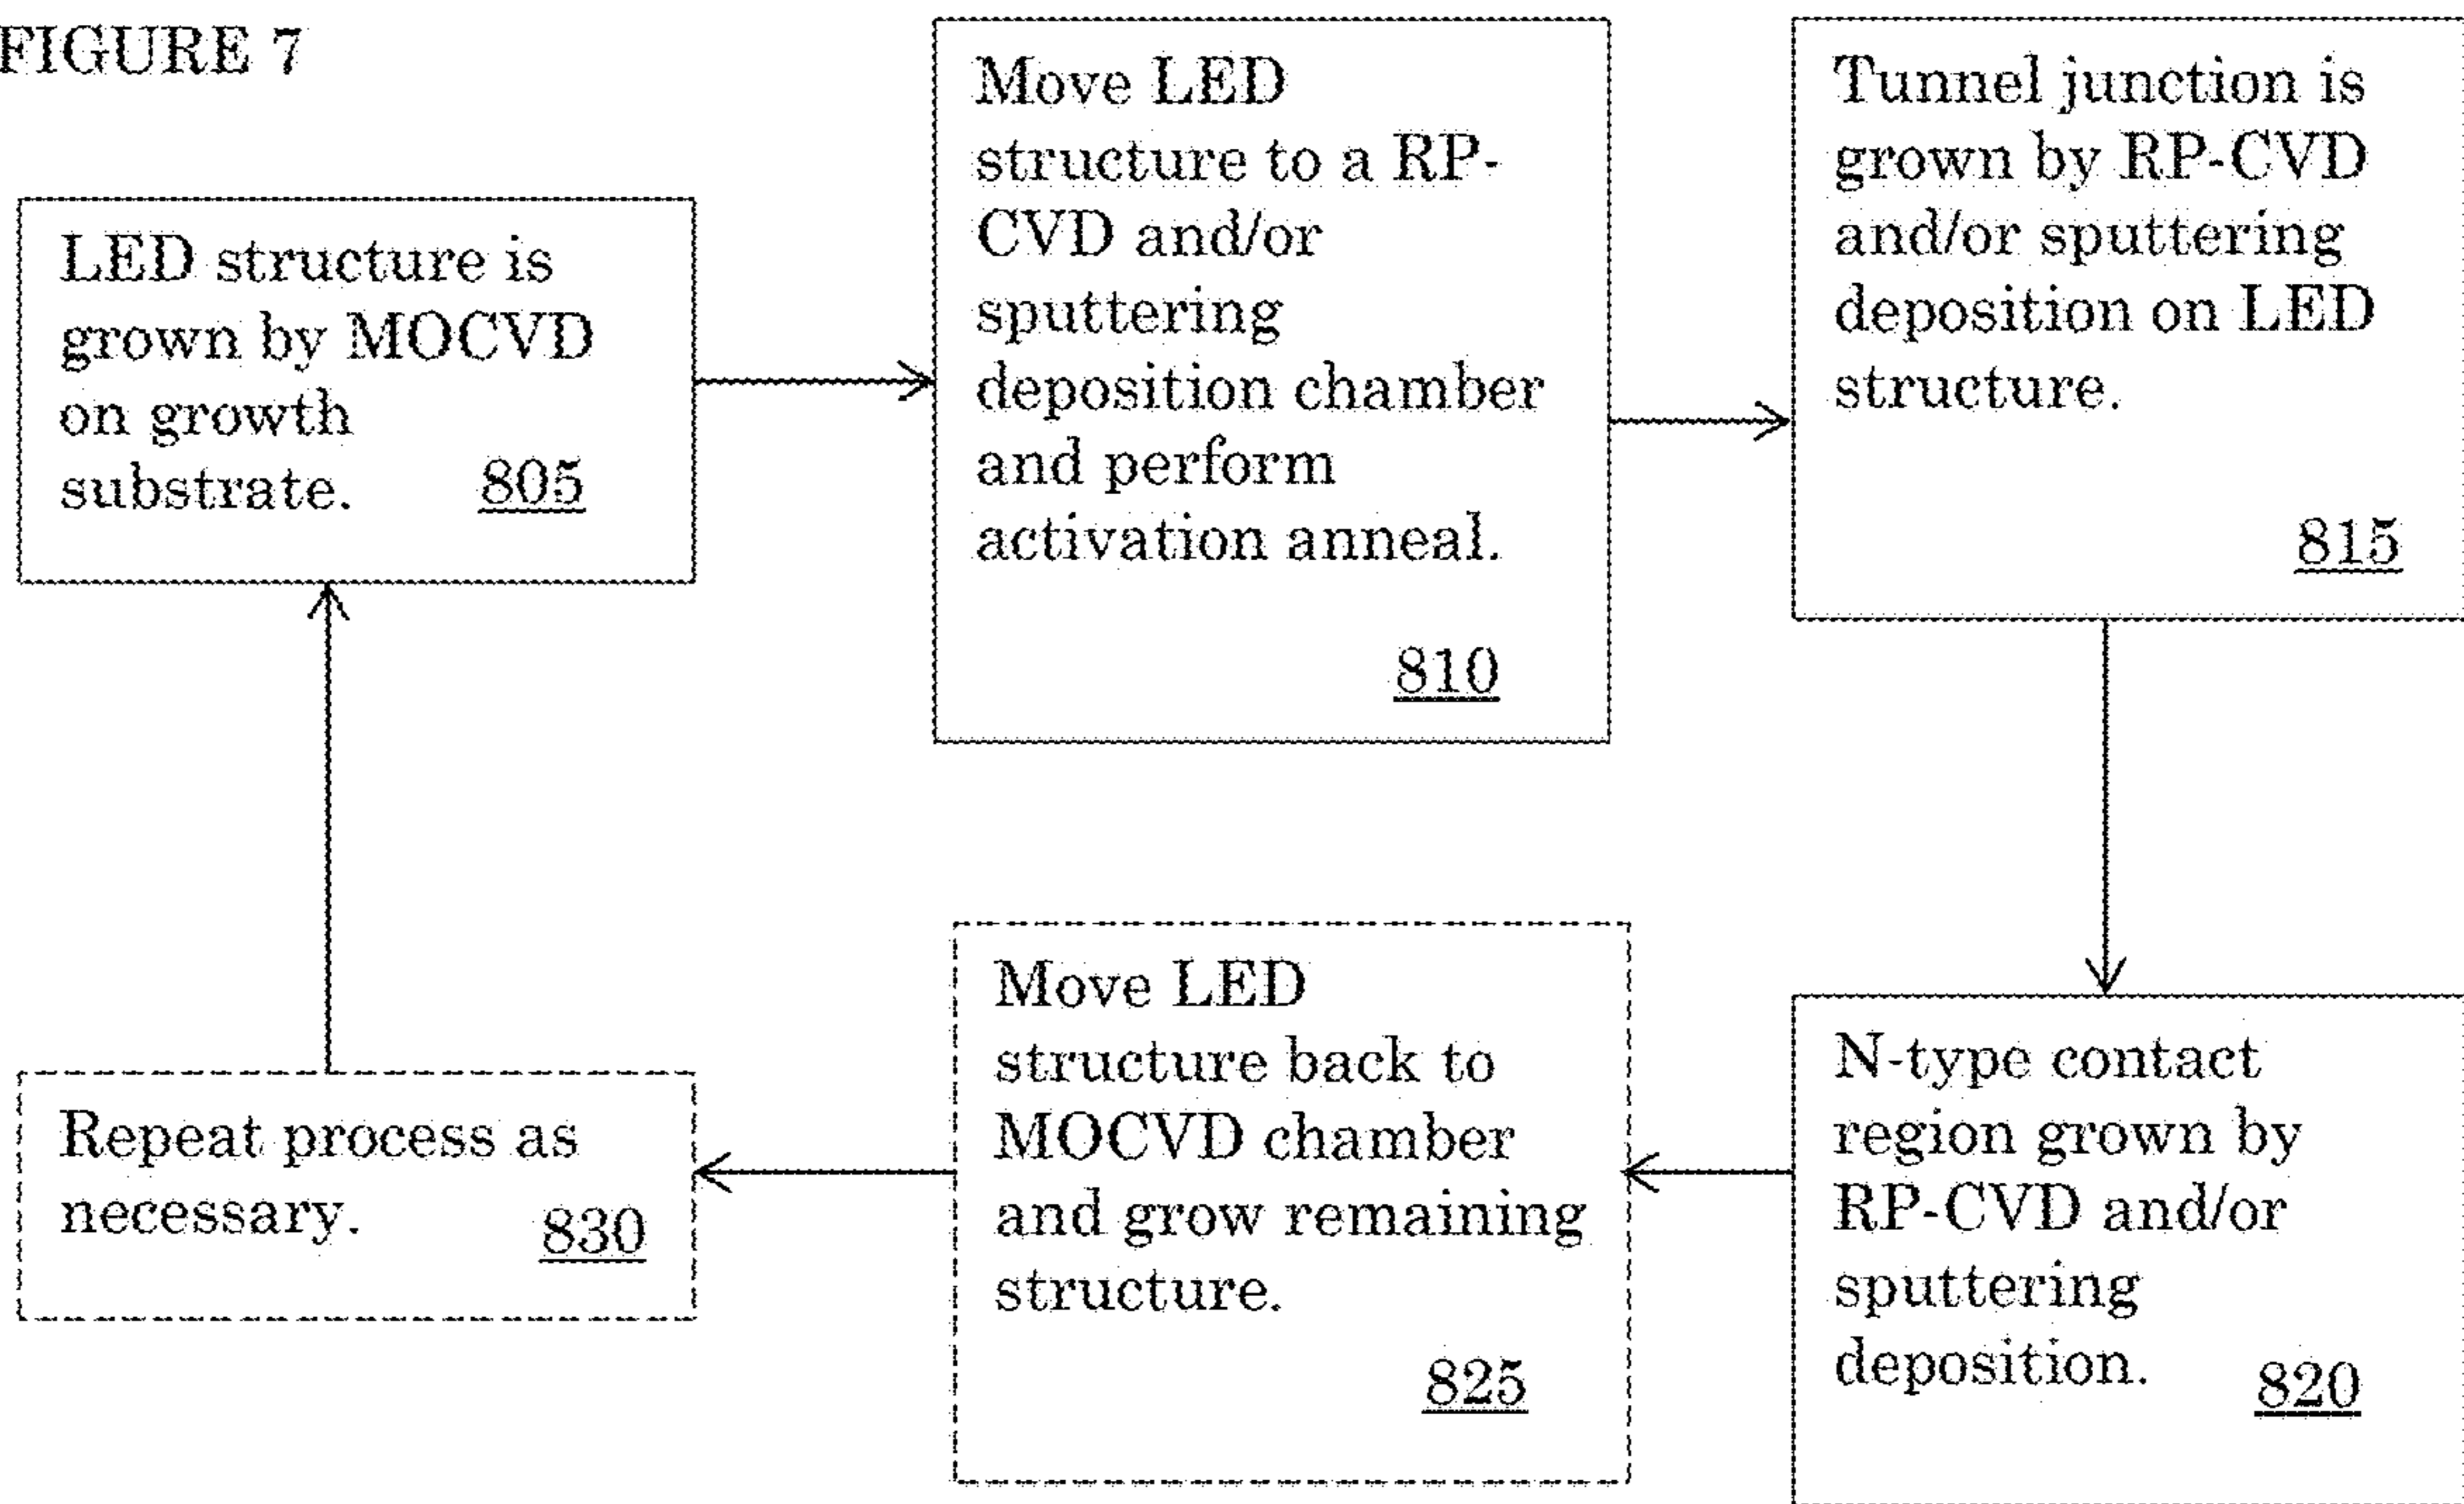 FIGURE 7
LED structure is
grown by MOCVD
on growth
substrate. 805
Move LED
structure to a RP-
CVD and/or
sputtering
deposition chamber
and perform
activation anneal.
810
Tunnel junction is
grown by RP-CVD
and/or sputtering
deposition on LED
structure.
815
N-type contact
region grown by
RP-CVD and/or
sputtering
deposition. 820
Move LED
structure back to
MOCVD chamber
and grow remaining
structure.
825
Repeat process as
necessary. 830